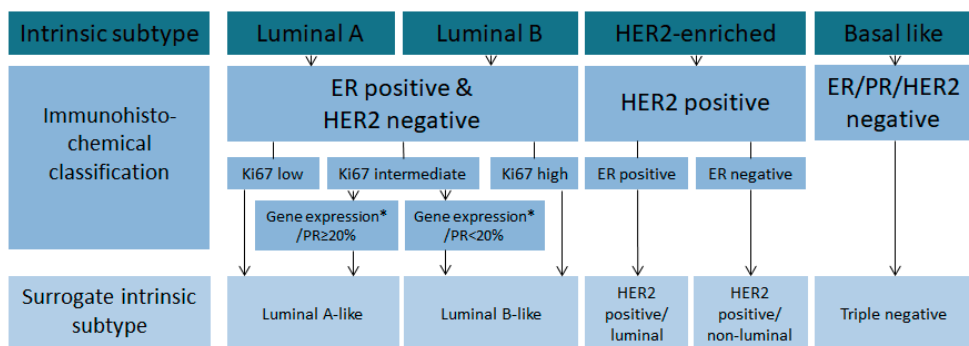 Intrinsic subtype
Luminal A
Luminal B
HER2-enriched
Basal like
Immunohisto-
chemical
classification
ER positive &
HER2 negative
HER2 positive
ER/PR/HER2
negative
Ki67 low
Ki67 intermediate
Ki67 high
ER positive
ER negative
Gene expression*
/PR≥20%
Gene expression*
/PR<20%
Surrogate intrinsic
subtype
Luminal A-like
Luminal B-like
HER2
positive/
luminal
HER2
positive/
non-luminal
Triple negative